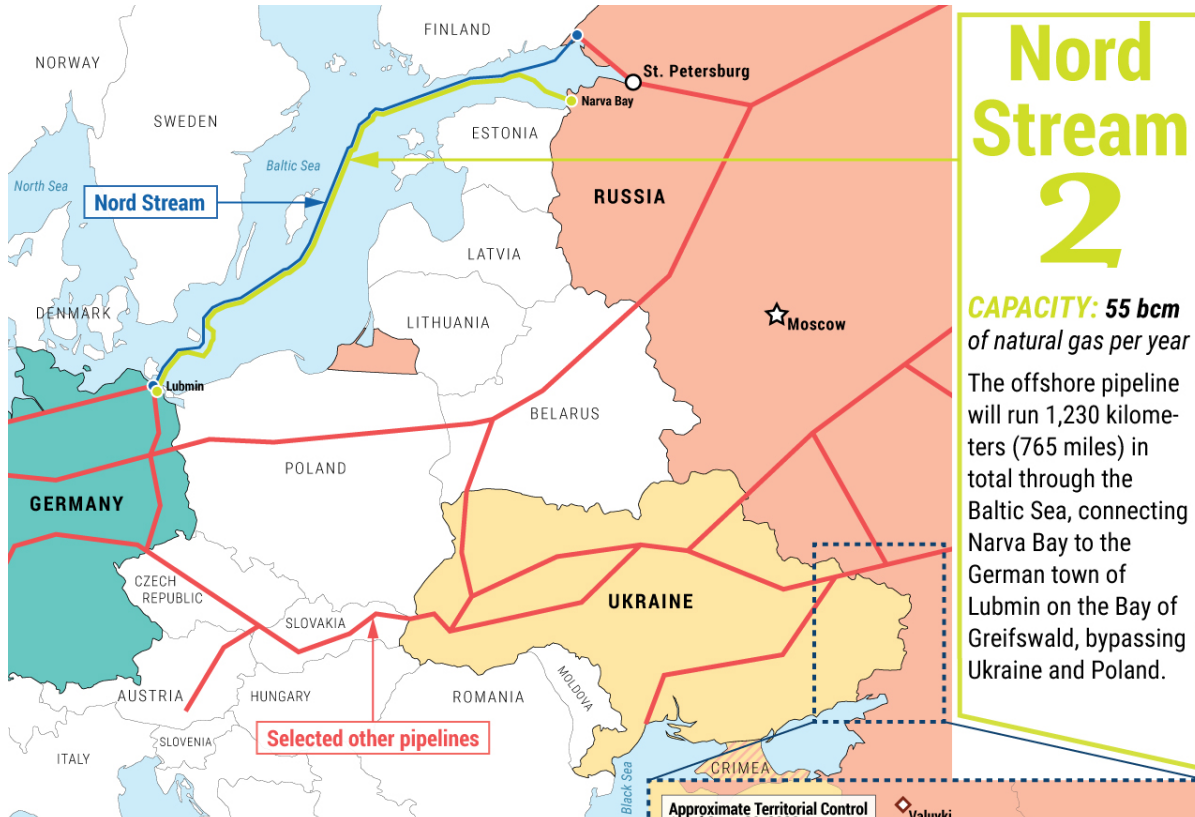 FINLAND
NORWAY
St. Petersburg
Narva Bay
SWEDEN
ESTONIA
Baltic Sea
North Sea
Nord Stream
RUSSIA
LATVIA
DENMARK
LITHUANIA
Moscow
Lubmin
BELARUS
POLAND
GERMANY
CZECH
REPUBLIC
UKRAINE
SLOVAKIA
AUSTRIA
HUNGARY
ROMANIA
MOLDOVA
Selected other pipelines
SLOVENIA
ITALY
Black Sea
CRIMEA
Approximate Territorial Control
Valuyki
Nord
Stream
2
CAPACITY: 55 bcm
of natural gas per year
The offshore pipeline
will run 1,230 kilome-
ters (765 miles) in
total through the
Baltic Sea, connecting
Narva Bay to the
German town of
Lubmin on the Bay of
Greifswald, bypassing
Ukraine and Poland.